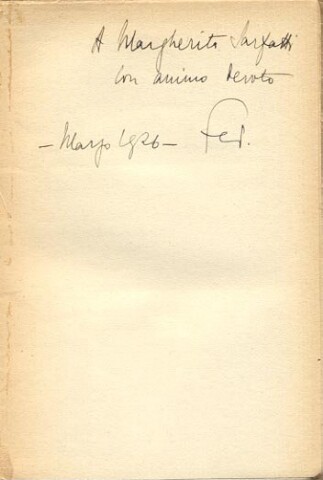 A Margherita Sarfatti
con animo devoto
- Marzo 1926 -